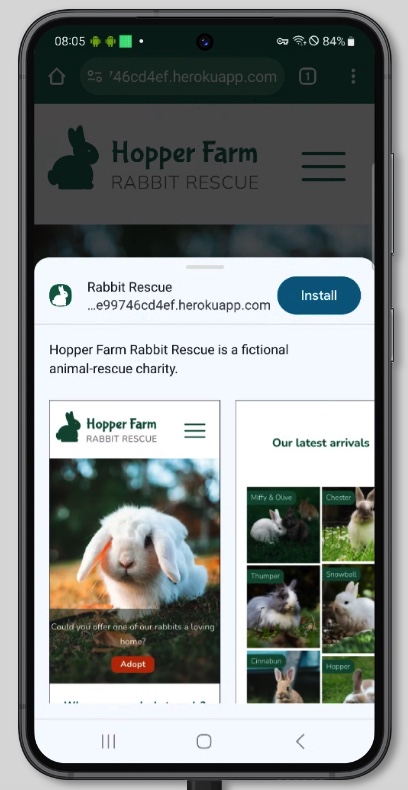 08:05
84%
746cd4ef.herokuapp.com
1
Hopper Farm
RABBIT RESCUE
Rabbit Rescue
...e99746cd4ef.herokuapp.com
Install
Hopper Farm Rabbit Rescue is a fictional
animal-rescue charity.
Hopper Farm
RABBIT RESCUE
Could you offer one of our rabbits a loving
home?
Adopt
Our latest arrivals
Miffy & Olive
Chester
Thumper
Snowball
Cinnabun
Hopper